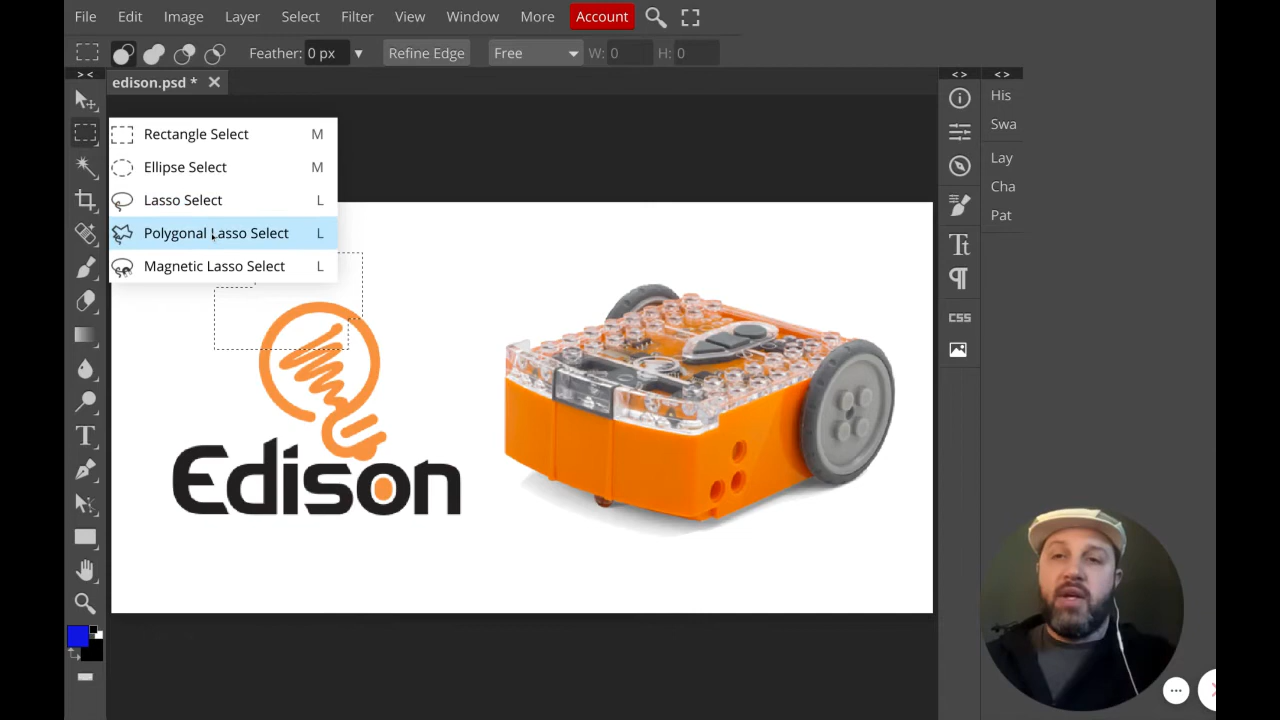 File Edit Image Layer Select Filter View Window More Account
Feather: 0 px Refine Edge Free W: 0 H: 0
> < edison.psd * < > < >
His
Swa
Lay
Cha
Pat
Rectangle Select M
Ellipse Select M
Lasso Select L
Polygonal Lasso Select L
Magnetic Lasso Select L
Tt
CSS
T
Edison